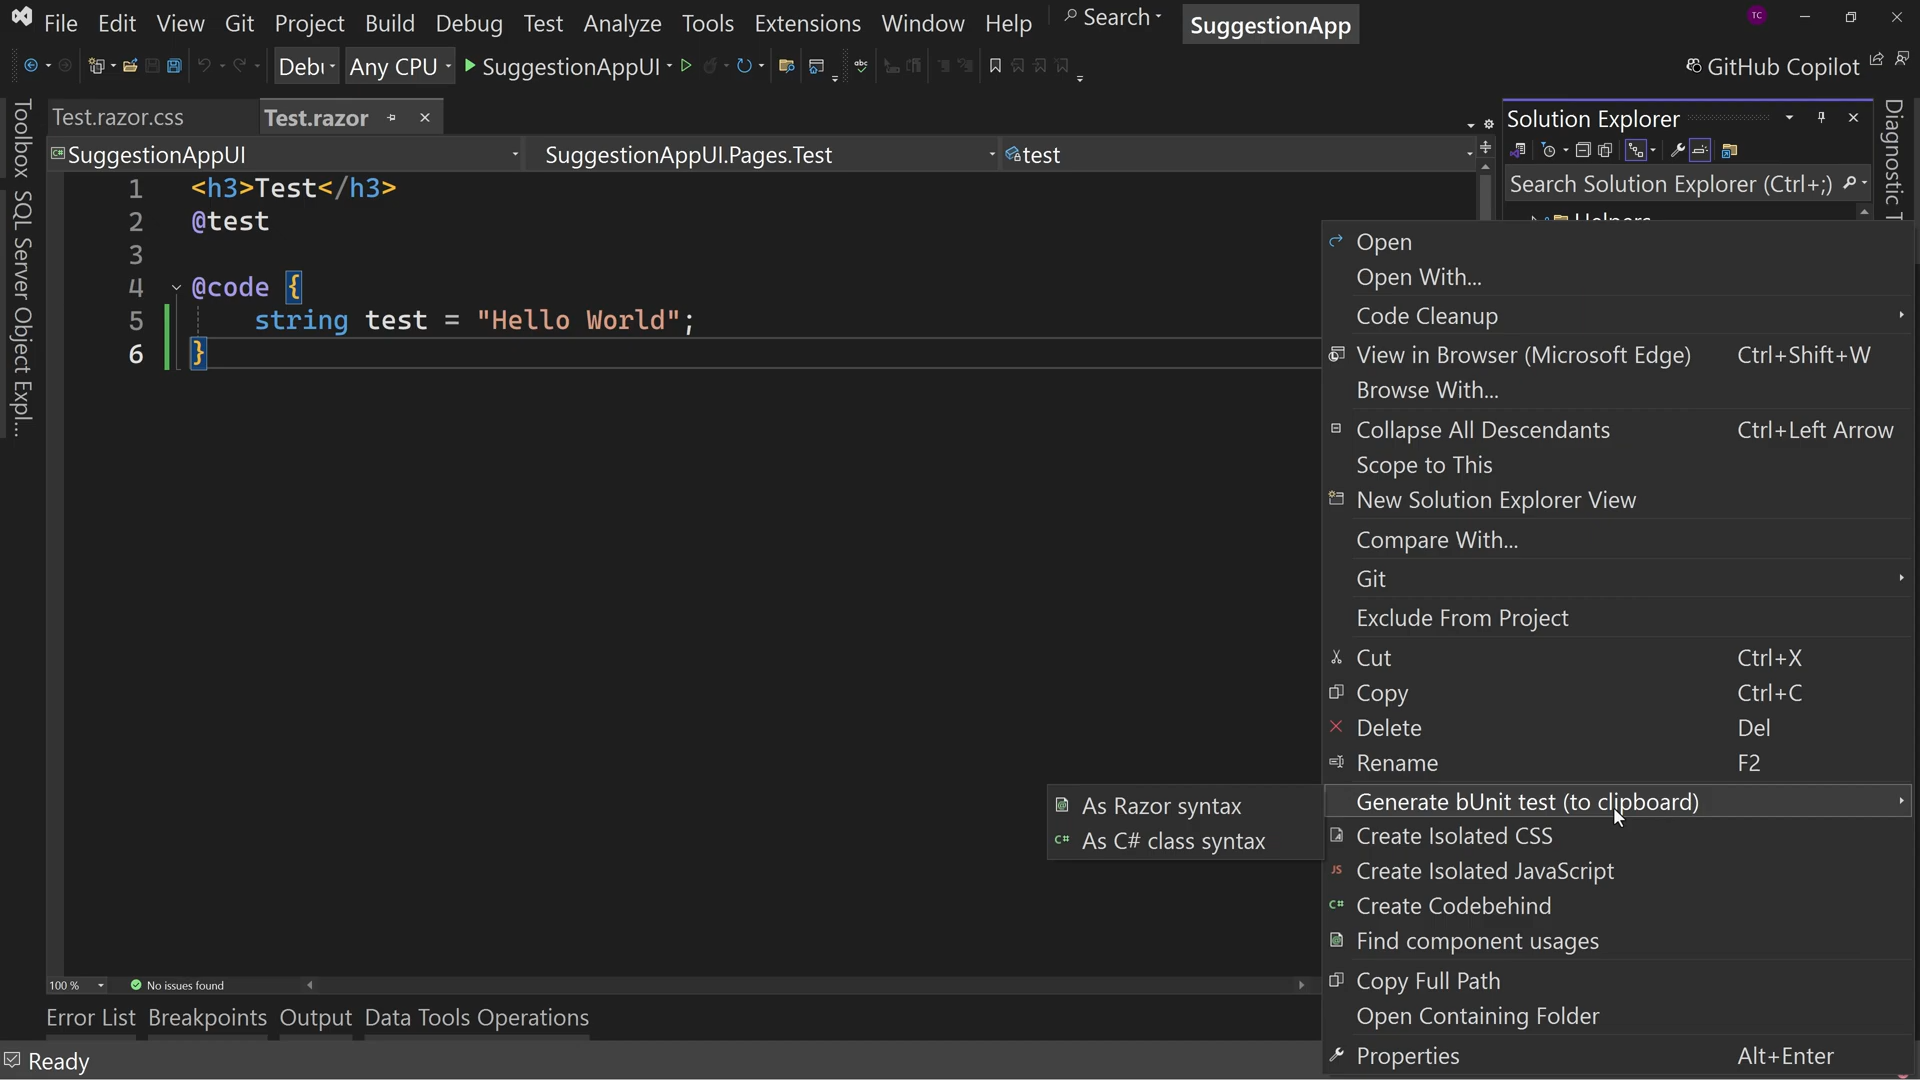 File Edit View Git Project Build Debug Test Analyze Tools Extensions Window Help Search SuggestionApp TC
Any CPU SuggestionAppUI GitHub Copilot
Test.razor.css Test.razor
SuggestionAppUI SuggestionAppUI.Pages.Test test
1 <h3>Test</h3>
2 @test
3
4 @code {
5 string test = "Hello World";
6 }
Toolbox
SQL Server Object Expl...
Solution Explorer
Search Solution Explorer (Ctrl+;)
Diagnostic
Open
Open With...
Code Cleanup
View in Browser (Microsoft Edge) Ctrl+Shift+W
Browse With...
Collapse All Descendants Ctrl+Left Arrow
Scope to This
New Solution Explorer View
Compare With...
Git
Exclude From Project
Cut Ctrl+X
Copy Ctrl+C
Delete Del
Rename F2
Generate bUnit test (to clipboard)
As Razor syntax
As C# class syntax
Create Isolated CSS
JS Create Isolated JavaScript
C# Create Codebehind
Find component usages
Copy Full Path
Open Containing Folder
Properties Alt+Enter
100 % No issues found
Error List Breakpoints Output Data Tools Operations
Ready